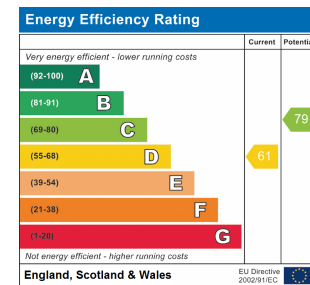 Energy Efficiency Rating
Current Potentia
Very energy efficient - lower running costs
(92-100) A
(81-91) B
(69-80) C
79
(55-68) D
61
(39-54) E
(21-38) F
(1-20) G
Not energy efficient - higher running costs
England, Scotland & Wales
EU Directive
2002/91/EC